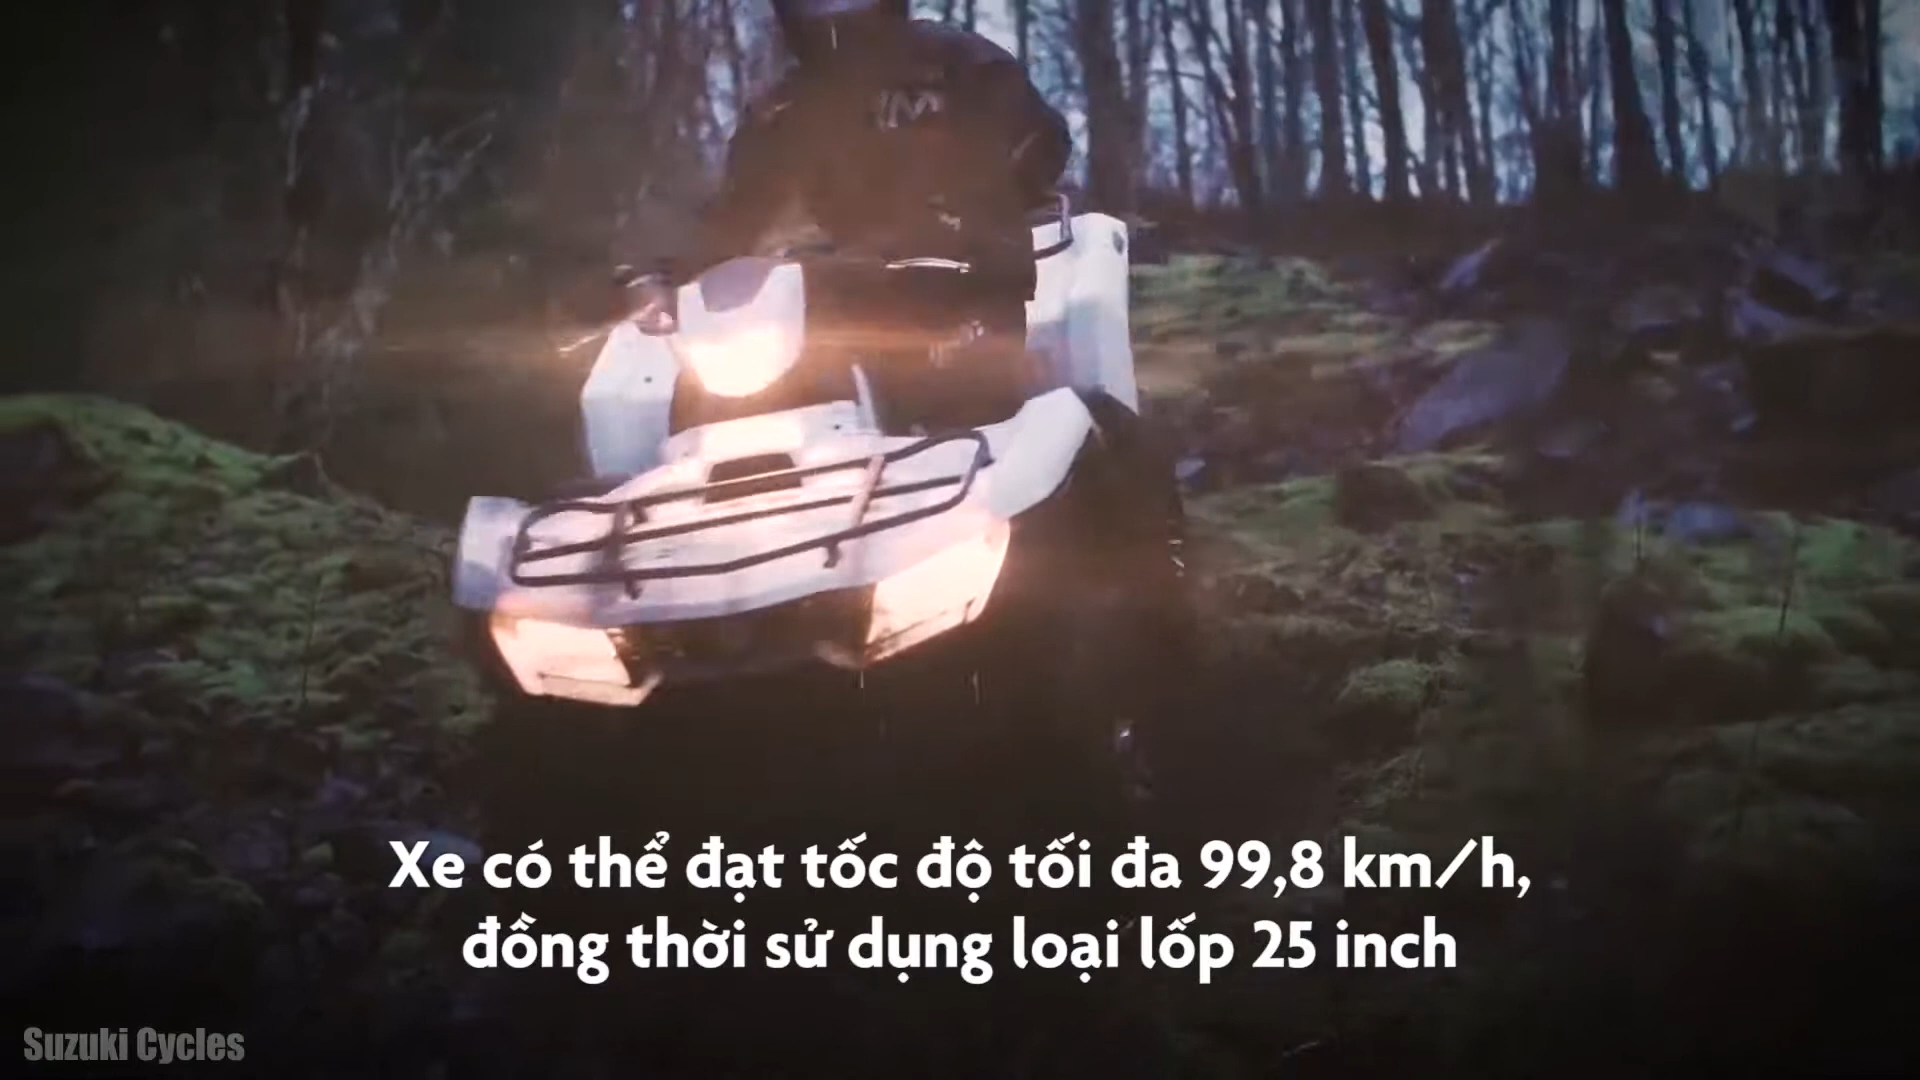 Xe có thể đạt tốc độ tối đa 99,8 km/h,
đồng thời sử dụng loại lốp 25 inch
Suzuki Cycles